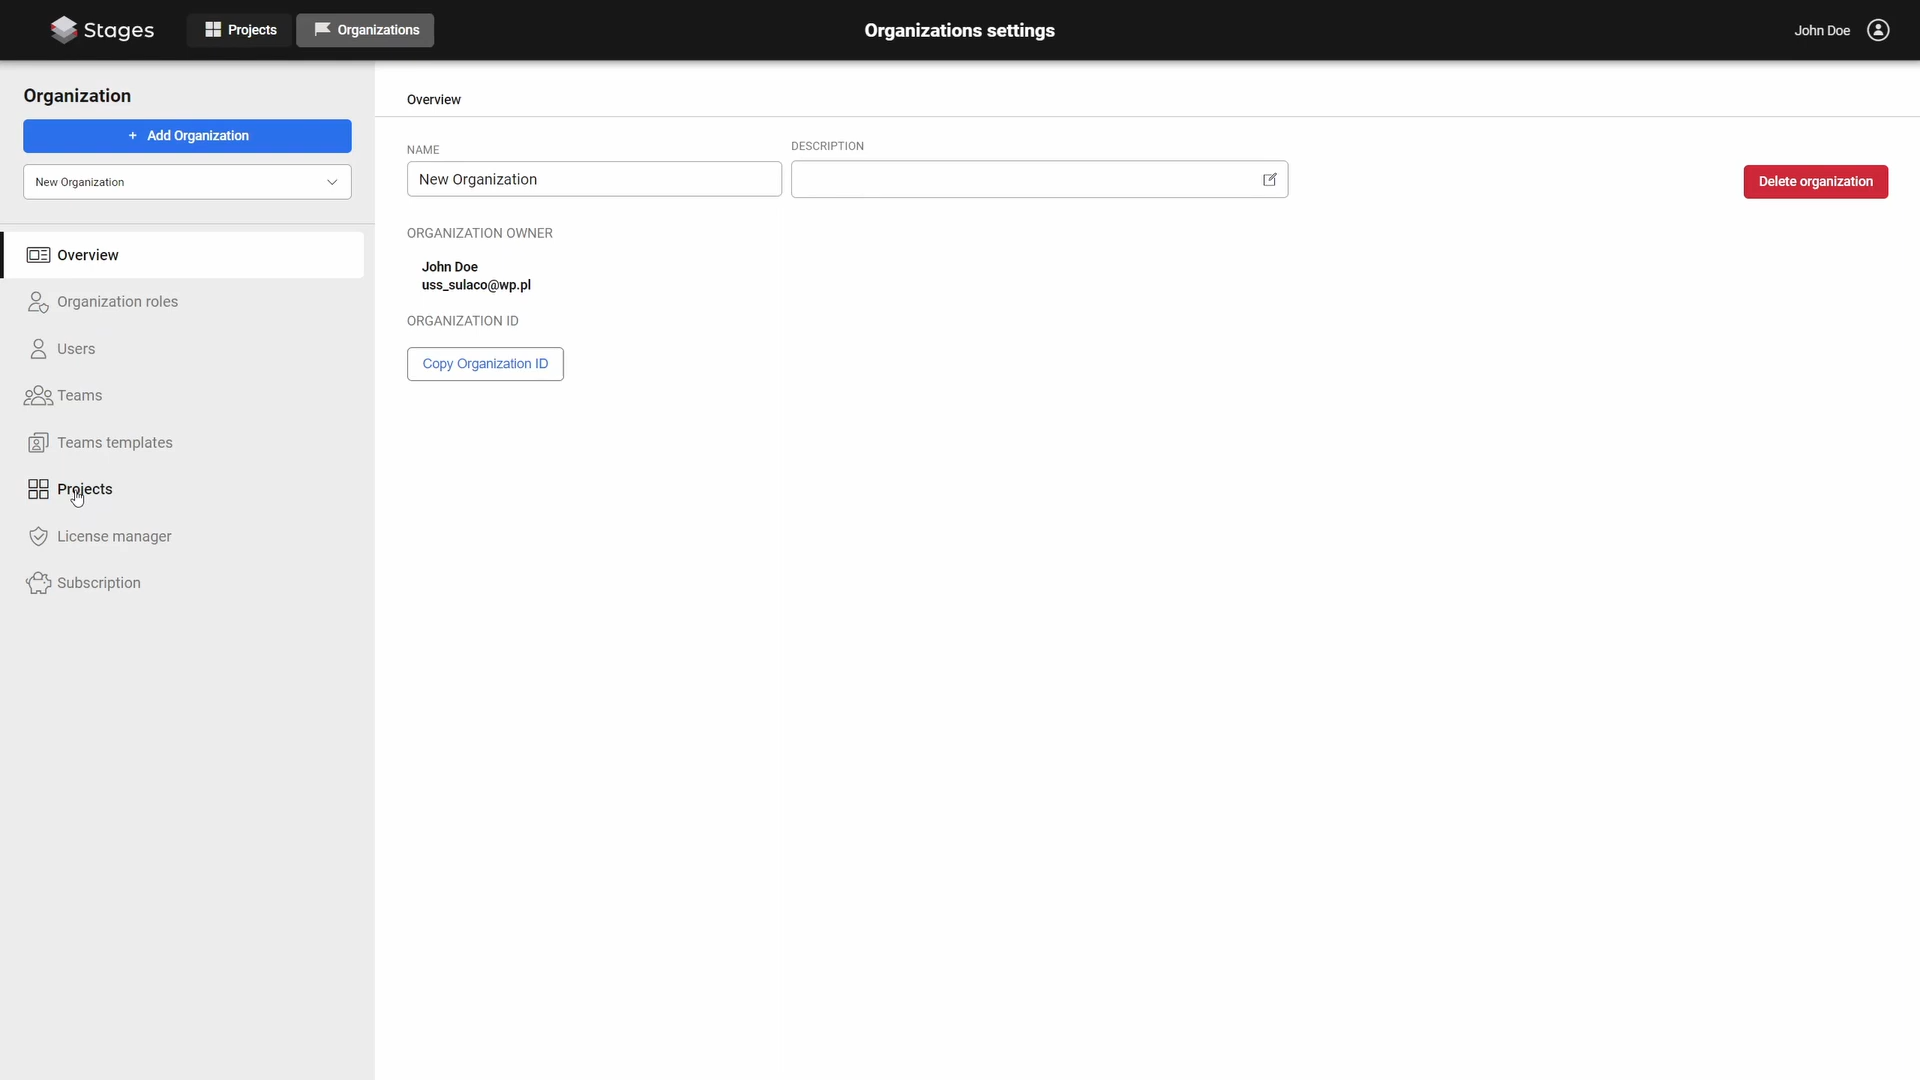 Stages
Projects
Organizations
Organizations settings
John Doe
Organization
+ Add Organization
New Organization
Overview
Organization roles
Users
Teams
Teams templates
Projects
License manager
Subscription
Overview
NAME
New Organization
DESCRIPTION
Delete organization
ORGANIZATION OWNER
John Doe
uss_sulaco@wp.pl
ORGANIZATION ID
Copy Organization ID